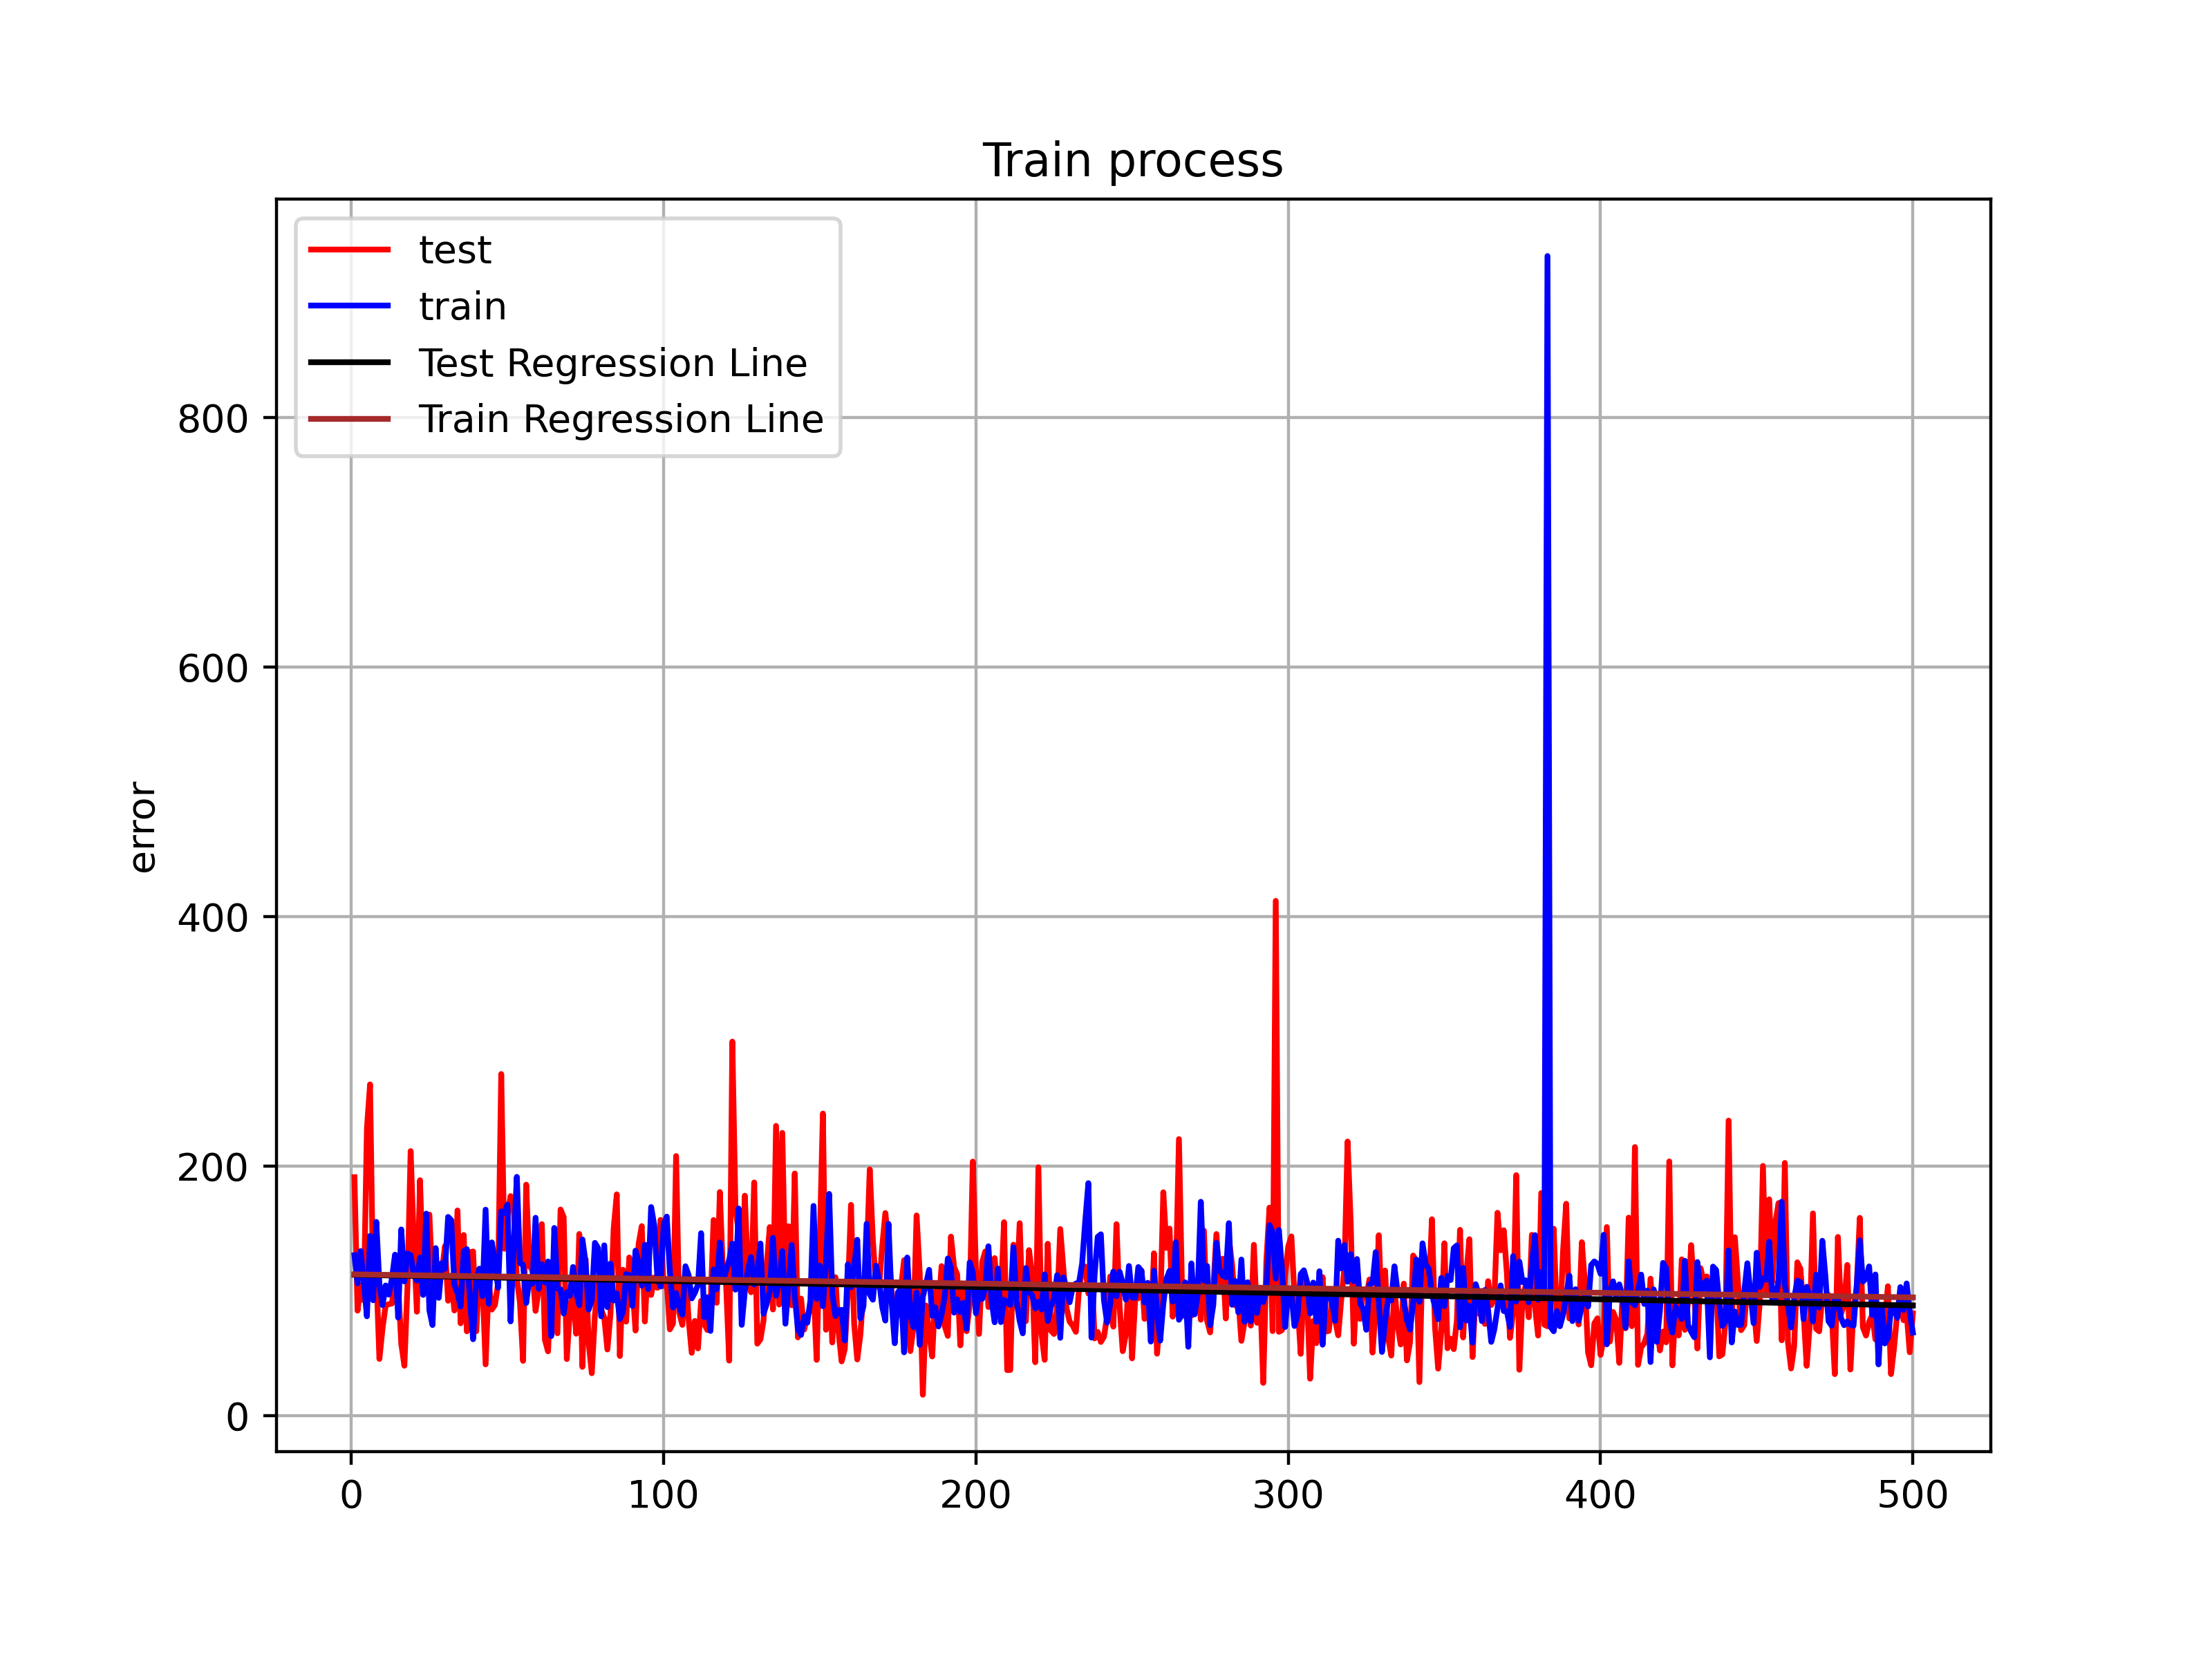 Train process
test
train
Test Regression Line
Train Regression Line
800
600
400
200
0
error
0 100 200 300 400 500